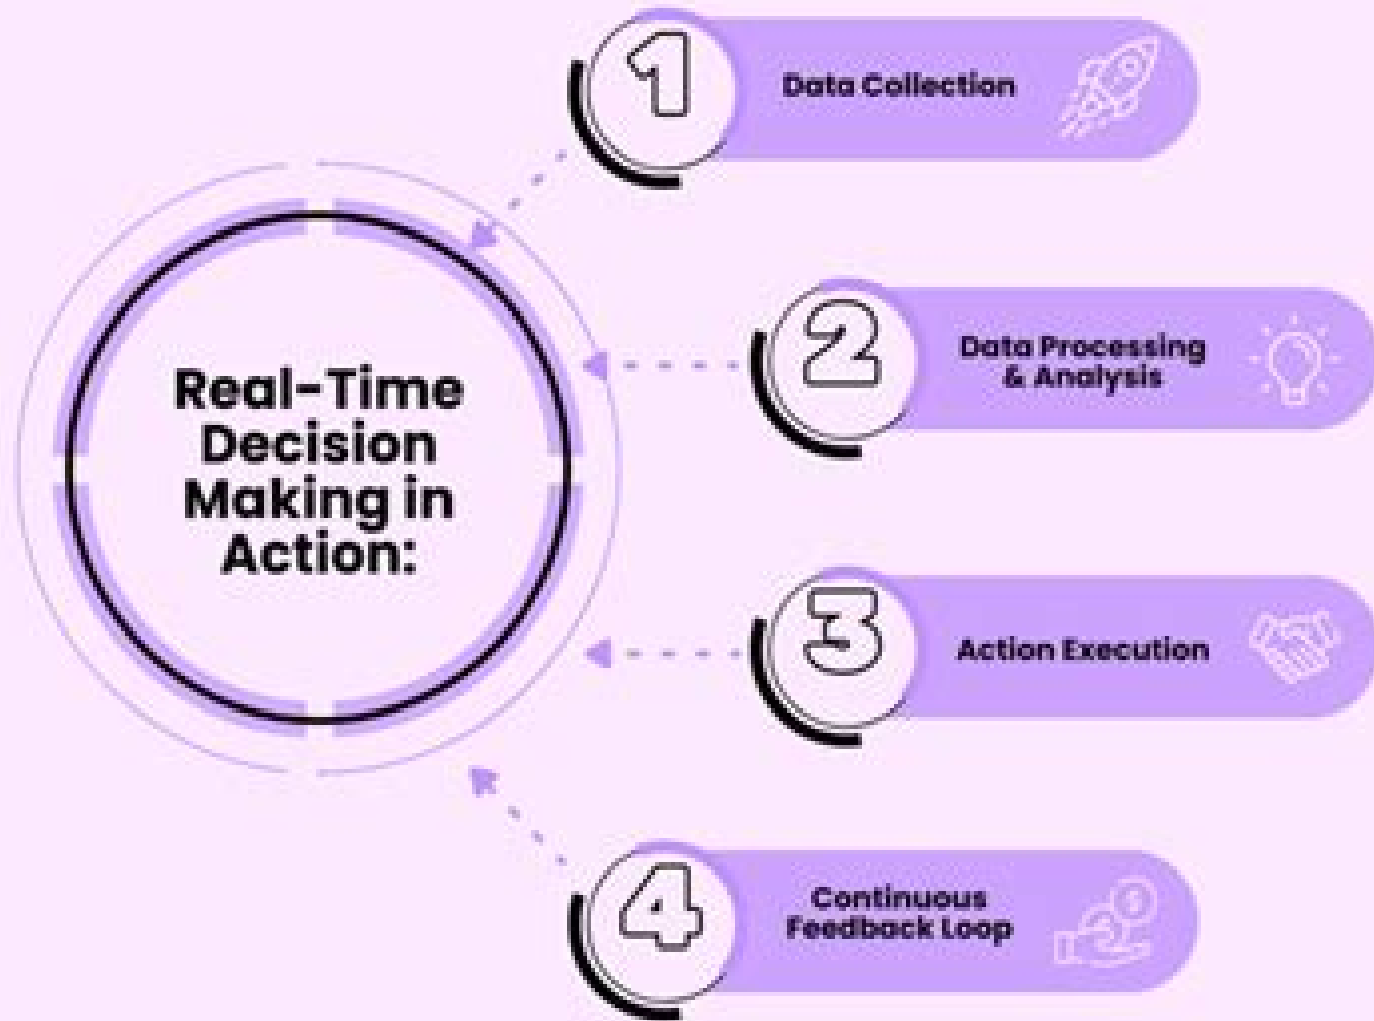 Real-Time
Decision
Making in
Action:
1
Data Collection
2
Data Processing
& Analysis
3
Action Execution
4
Continuous
Feedback Loop